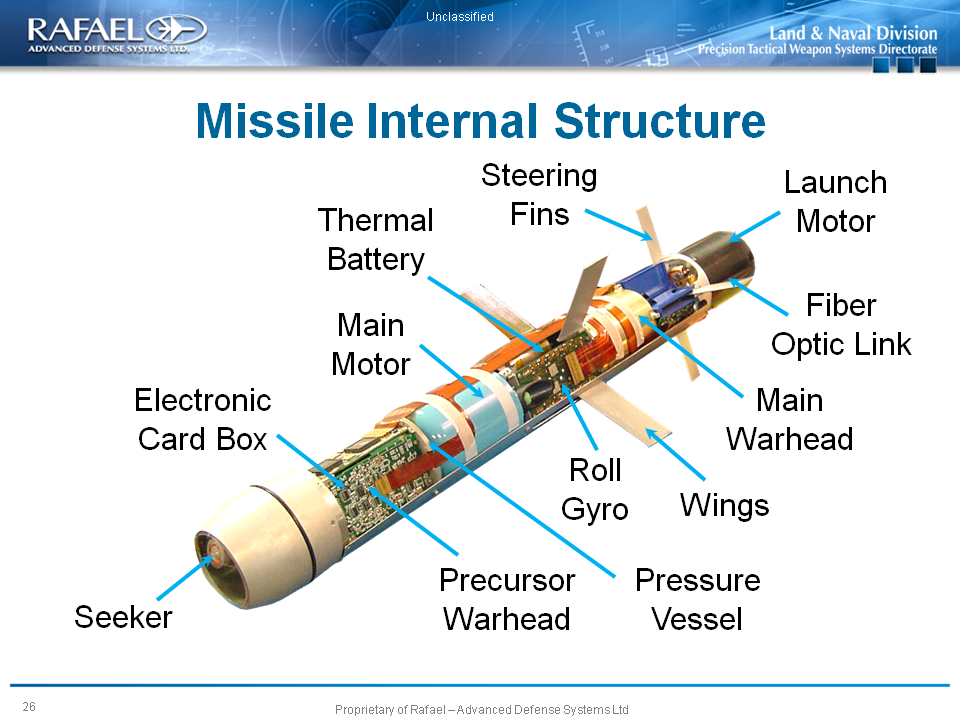 Unclassified
RAFAEL
ADVANCED DEFENSE SYSTEMS LTD.
Land & Naval Division
Precision Tactical Weapon Systems Directorate
Missile Internal Structure
Steering
Fins
Launch
Motor
Thermal
Battery
Fiber
Optic Link
Main
Motor
Electronic
Card Box
Main
Warhead
Roll
Gyro
Wings
Precursor
Warhead
Pressure
Vessel
Seeker
26
Proprietary of Rafael – Advanced Defense Systems Ltd